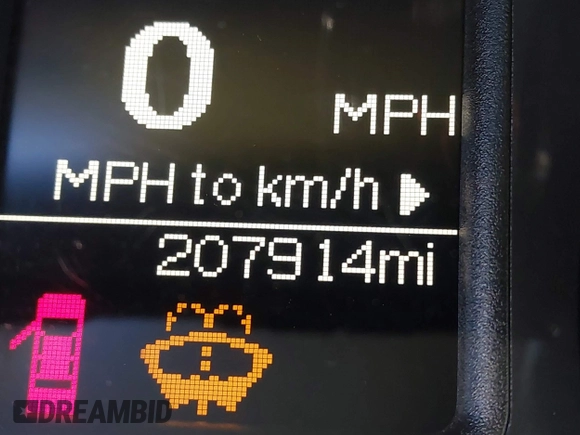 0 MPH
MPH to km/h
207914mi
DREAMBID